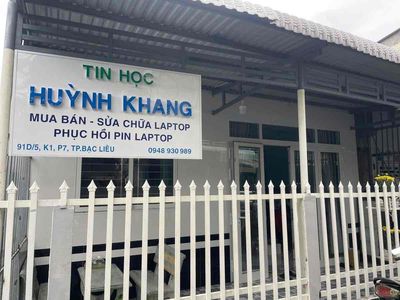 TIN HỌC
HUỲNH KHANG
MUA BÁN - SỬA CHỮA LAPTOP
PHỤC HỒI PIN LAPTOP
91D/5, K1, P7, TP.BẠC LIÊU 0948 930 989